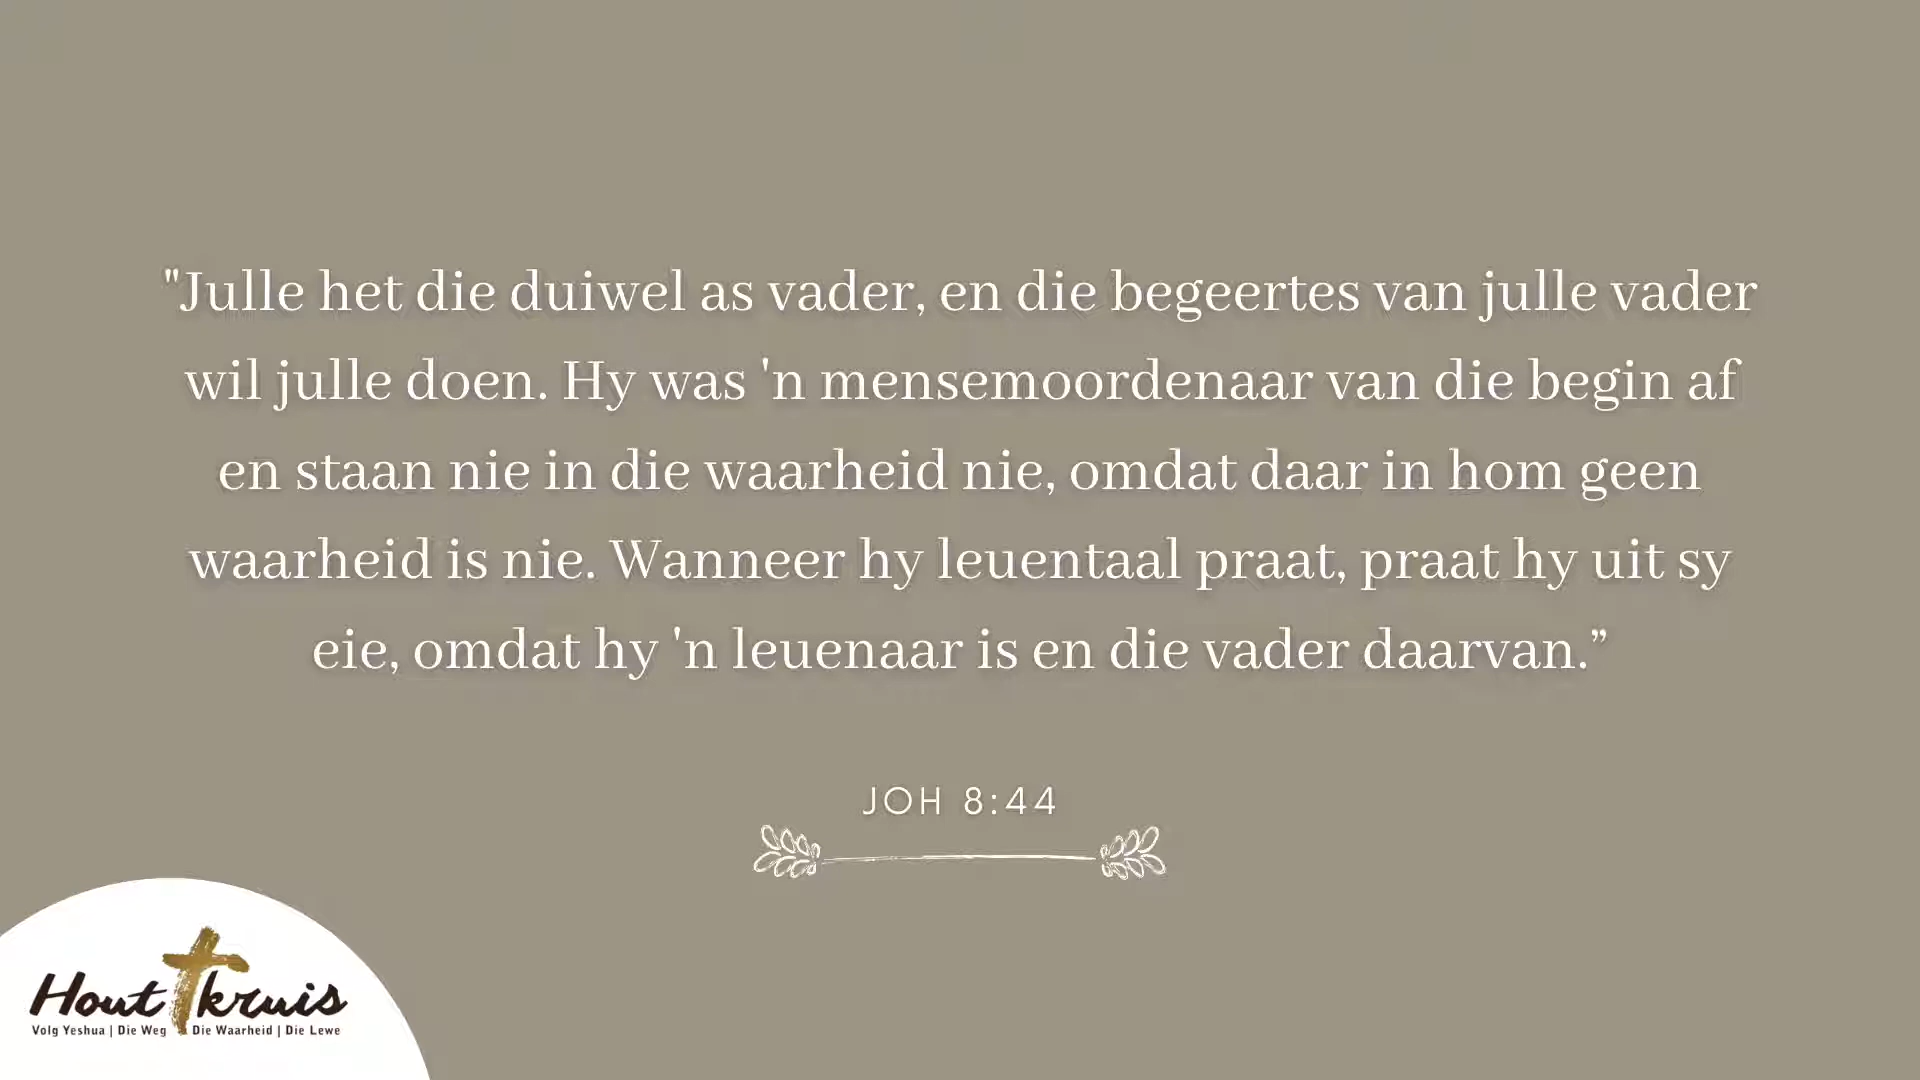 "Julle het die duiwel as vader, en die begeertes van julle vader
wil julle doen. Hy was 'n mensemoordenaar van die begin af
en staan nie in die waarheid nie, omdat daar in hom geen
waarheid is nie. Wanneer hy leuentaal praat, praat hy uit sy
eie, omdat hy 'n leuenaar is en die vader daarvan.”
JOH 8:44
Hout kruis
Volg Yeshua | Die Weg Die Waarheid | Die Lewe